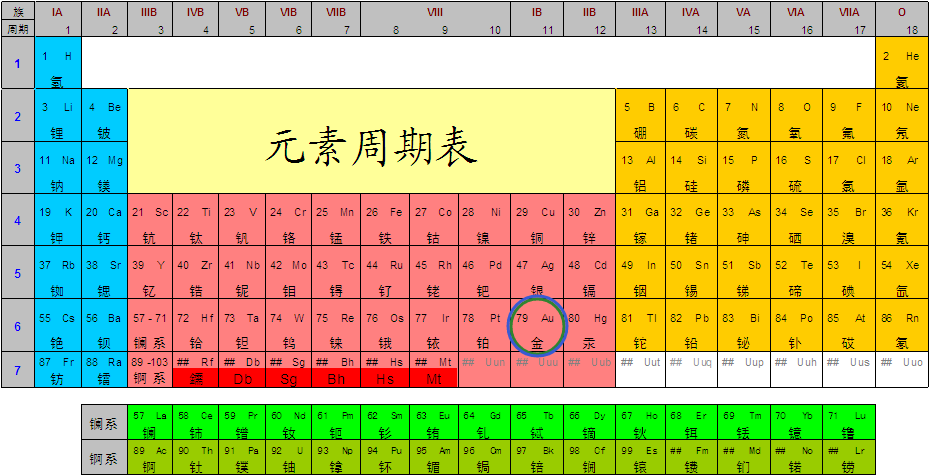 族 IA IIA IIIB IVB VB VIB VIIB VIII IB IIB IIIA IVA VA VIA VIIA O
周期 1 2 3 4 5 6 7 8 9 10 11 12 13 14 15 16 17 18
1 1 H 2 He
氢 氦
2 3 Li 4 Be 5 B 6 C 7 N 8 O 9 F 10 Ne
锂 铍 硼 碳 氮 氧 氟 氖
元素周期表
3 11 Na 12 Mg 13 Al 14 Si 15 P 16 S 17 Cl 18 Ar
钠 镁 铝 硅 磷 硫 氯 氩
4 19 K 20 Ca 21 Sc 22 Ti 23 V 24 Cr 25 Mn 26 Fe 27 Co 28 Ni 29 Cu 30 Zn 31 Ga 32 Ge 33 As 34 Se 35 Br 36 Kr
钾 钙 钪 钛 钒 铬 锰 铁 钴 镍 铜 锌 镓 锗 砷 硒 溴 氪
5 37 Rb 38 Sr 39 Y 40 Zr 41 Nb 42 Mo 43 Tc 44 Ru 45 Rh 46 Pd 47 Ag 48 Cd 49 In 50 Sn 51 Sb 52 Te 53 I 54 Xe
铷 锶 钇 锆 铌 钼 锝 钌 铑 钯 银 镉 铟 锡 锑 碲 碘 氙
6 55 Cs 56 Ba 57 - 71 72 Hf 73 Ta 74 W 75 Re 76 Os 77 Ir 78 Pt 79 Au 80 Hg 81 Tl 82 Pb 83 Bi 84 Po 85 At 86 Rn
铯 钡 镧 系 铪 钽 钨 铼 锇 铱 铂 金 汞 铊 铅 铋 钋 砹 氡
7 87 Fr 88 Ra 89 -103 ## Rf ## Db ## Sg ## Bh ## Hs ## Mt ## Uun ## Uuu ## Uub ## Uut ## Uuq ## Uup ## Uuh ## Uus ## Uuo
钫 镭 锕 系 Db Sg Bh Hs Mt
镧系 57 La 58 Ce 59 Pr 60 Nd 61 Pm 62 Sm 63 Eu 64 Gd 65 Tb 66 Dy 67 Ho 68 Er 69 Tm 70 Yb 71 Lu
镧 铈 镨 钕 钷 钐 铕 钆 铽 镝 钬 铒 铥 镱 镥
锕系 89 Ac 90 Th 91 Pa 92 U 93 Np 94 Pu 95 Am 96 Cm 97 Bk 98 Cf 99 Es ## Fm ## Md ## No ## Lr
锕 钍 镤 铀 镎 钚 镅 锔 锫 锎 锿 镄 钔 锘 铹